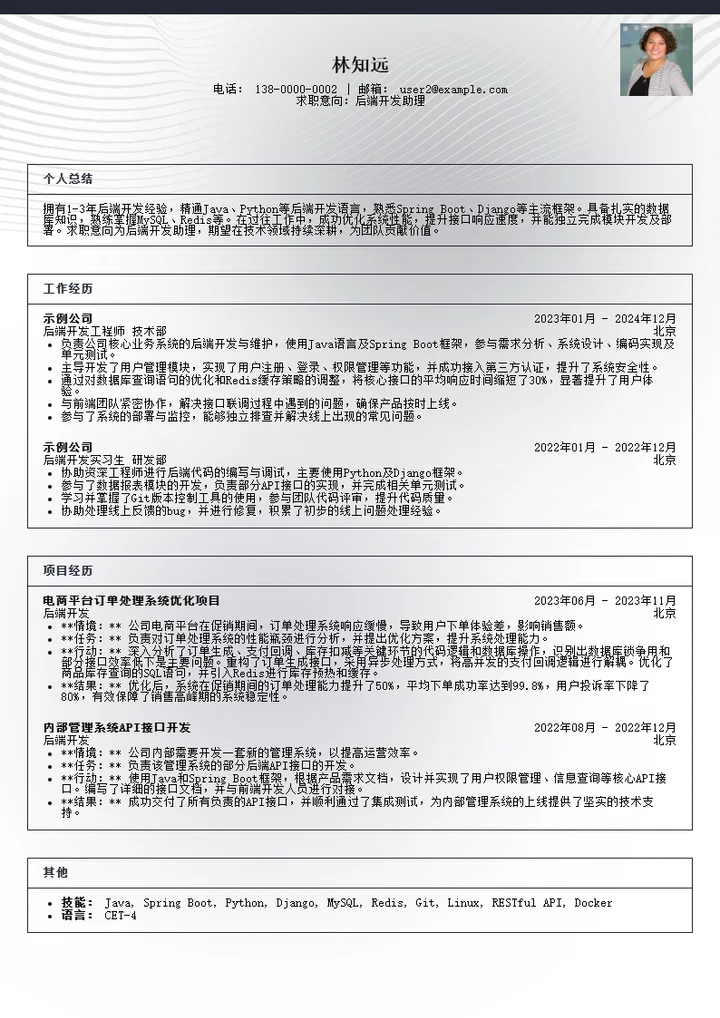 林知远
电话： 138-0000-0002 | 邮箱： user2@example.com
求职意向：后端开发助理
个人总结
拥有1-3年后端开发经验，精通Java、Python等后端开发语言，熟悉Spring Boot、Django等主流框架。具备扎实的数据
库知识，熟练掌握MySQL、Redis等。在过往工作中，成功优化系统性能，提升接口响应速度，并能独立完成模块开发及部
署。求职意向为后端开发助理，期望在技术领域持续深耕，为团队贡献价值。
工作经历
示例公司 2023年01月 - 2024年12月
后端开发工程师 技术部 北京
• 负责公司核心业务系统的后端开发与维护，使用Java语言及Spring Boot框架，参与需求分析、系统设计、编码实现及
单元测试。
• 主导开发了用户管理模块，实现了用户注册、登录、权限管理等功能，并成功接入第三方认证，提升了系统安全性。
• 通过对数据库查询语句的优化和Redis缓存策略的调整，将核心接口的平均响应时间缩短了30%，显著提升了用户体
验。
• 与前端团队紧密协作，解决接口联调过程中遇到的问题，确保产品按时上线。
• 参与了系统的部署与监控，能够独立排查并解决线上出现的常见问题。
示例公司 2022年01月 - 2022年12月
后端开发实习生 研发部 北京
• 协助资深工程师进行后端代码的编写与调试，主要使用Python及Django框架。
• 参与了数据报表模块的开发，负责部分API接口的实现，并完成相关单元测试。
• 学习并掌握了Git版本控制工具的使用，参与团队代码评审，提升代码质量。
• 协助处理线上反馈的bug，并进行修复，积累了初步的线上问题处理经验。
项目经历
电商平台订单处理系统优化项目 2023年06月 - 2023年11月
后端开发 北京
• **情境：** 公司电商平台在促销期间，订单处理系统响应缓慢，导致用户下单体验差，影响销售额。
• **任务：** 负责对订单处理系统的性能瓶颈进行分析，并提出优化方案，提升系统处理能力。
• **行动：** 深入分析了订单生成、支付回调、库存扣减等关键环节的代码逻辑和数据库操作，识别出数据库锁争用和
部分接口效率低下是主要问题。重构了订单生成接口，采用异步处理方式，将高并发的支付回调逻辑进行解耦。优化了
商品库存查询的SQL语句，并引入Redis进行库存预热和缓存。
• **结果：** 优化后，系统在促销期间的订单处理能力提升了50%，平均下单成功率达到99.8%，用户投诉率下降了
80%，有效保障了销售高峰期的系统稳定性。
内部管理系统API接口开发 2022年08月 - 2022年12月
后端开发 北京
• **情境：** 公司内部需要开发一套新的管理系统，以提高运营效率。
• **任务：** 负责该管理系统的部分后端API接口的开发。
• **行动：** 使用Java和Spring Boot框架，根据产品需求文档，设计并实现了用户权限管理、信息查询等核心API接
口。编写了详细的接口文档，并与前端开发人员进行对接。
• **结果：** 成功交付了所有负责的API接口，并顺利通过了集成测试，为内部管理系统的上线提供了坚实的技术支
持。
其他
• 技能： Java, Spring Boot, Python, Django, MySQL, Redis, Git, Linux, RESTful API, Docker
• 语言： CET-4